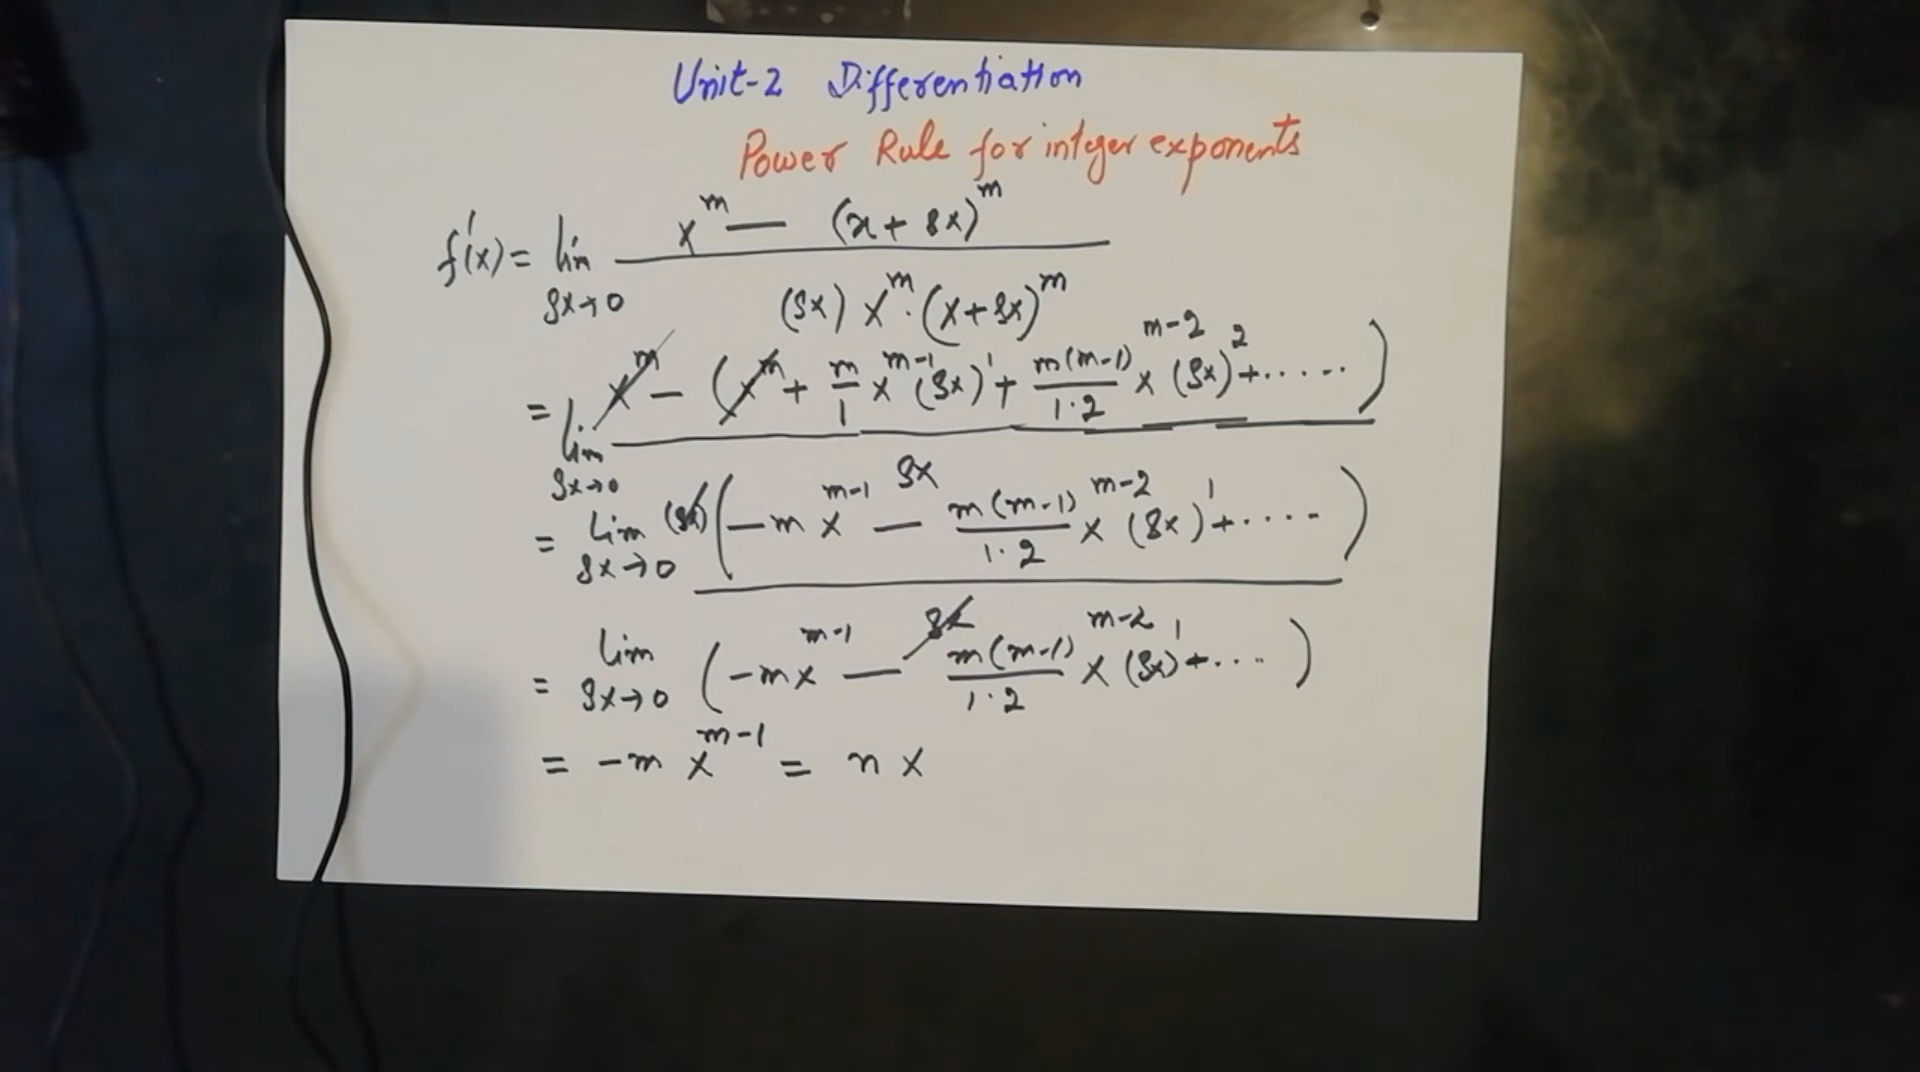 Unit-2 Differentiation
Power Rule for integer exponents
f'(x) = lim δx→0 x^m — (x + δx)^m / (δx) x^m · (x + δx)^m
= lim δx→0 x^m — (x^m + m/1 x^m-1 (δx)^1 + m(m-1)/1·2 x^m-2 (δx)^2 + ......) / δx
= lim δx→0 (δx) (—m x^m-1 — m(m-1)/1·2 x^m-2 (δx)^1 + .....) / δx
= lim δx→0 (-m x^m-1 — m(m-1)/1·2 x^m-2 (δx)^1 + ....)
= -m x^m-1 = n x